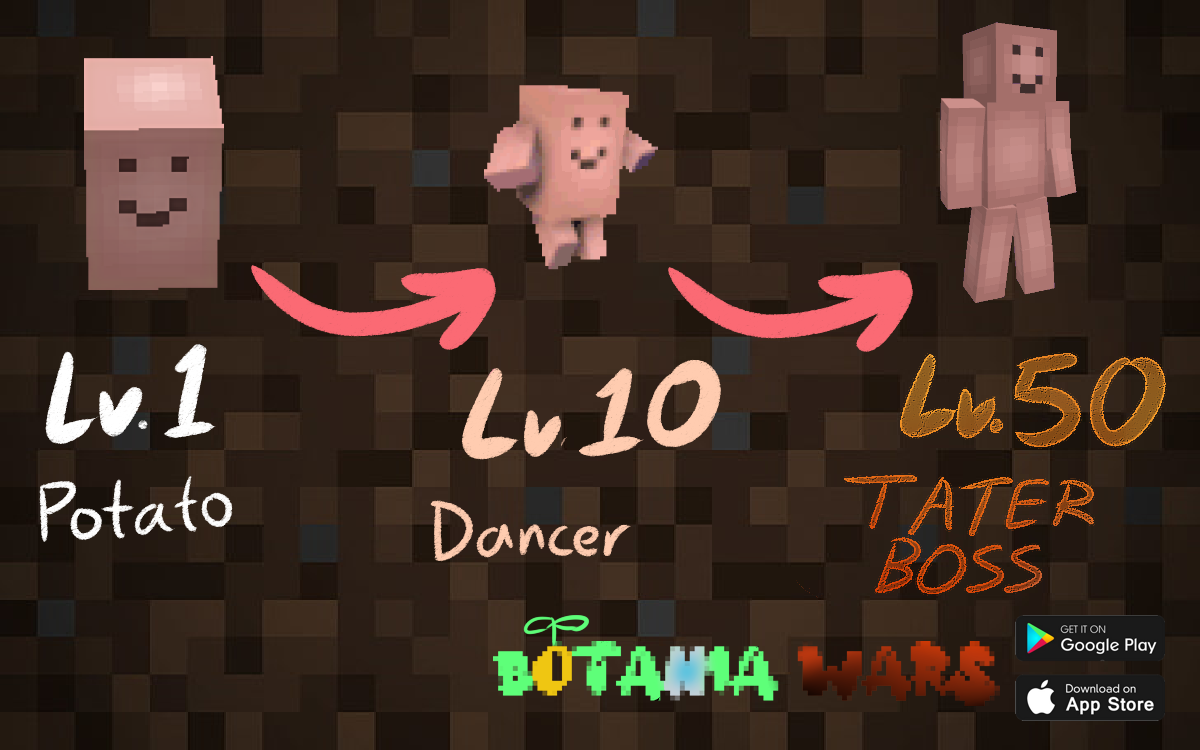 Lv.1
Potato
Lv.10
Dancer
Lv.50
TATER
BOSS
BOTANIA WARS
GET IT ON
Google Play
Download on
App Store